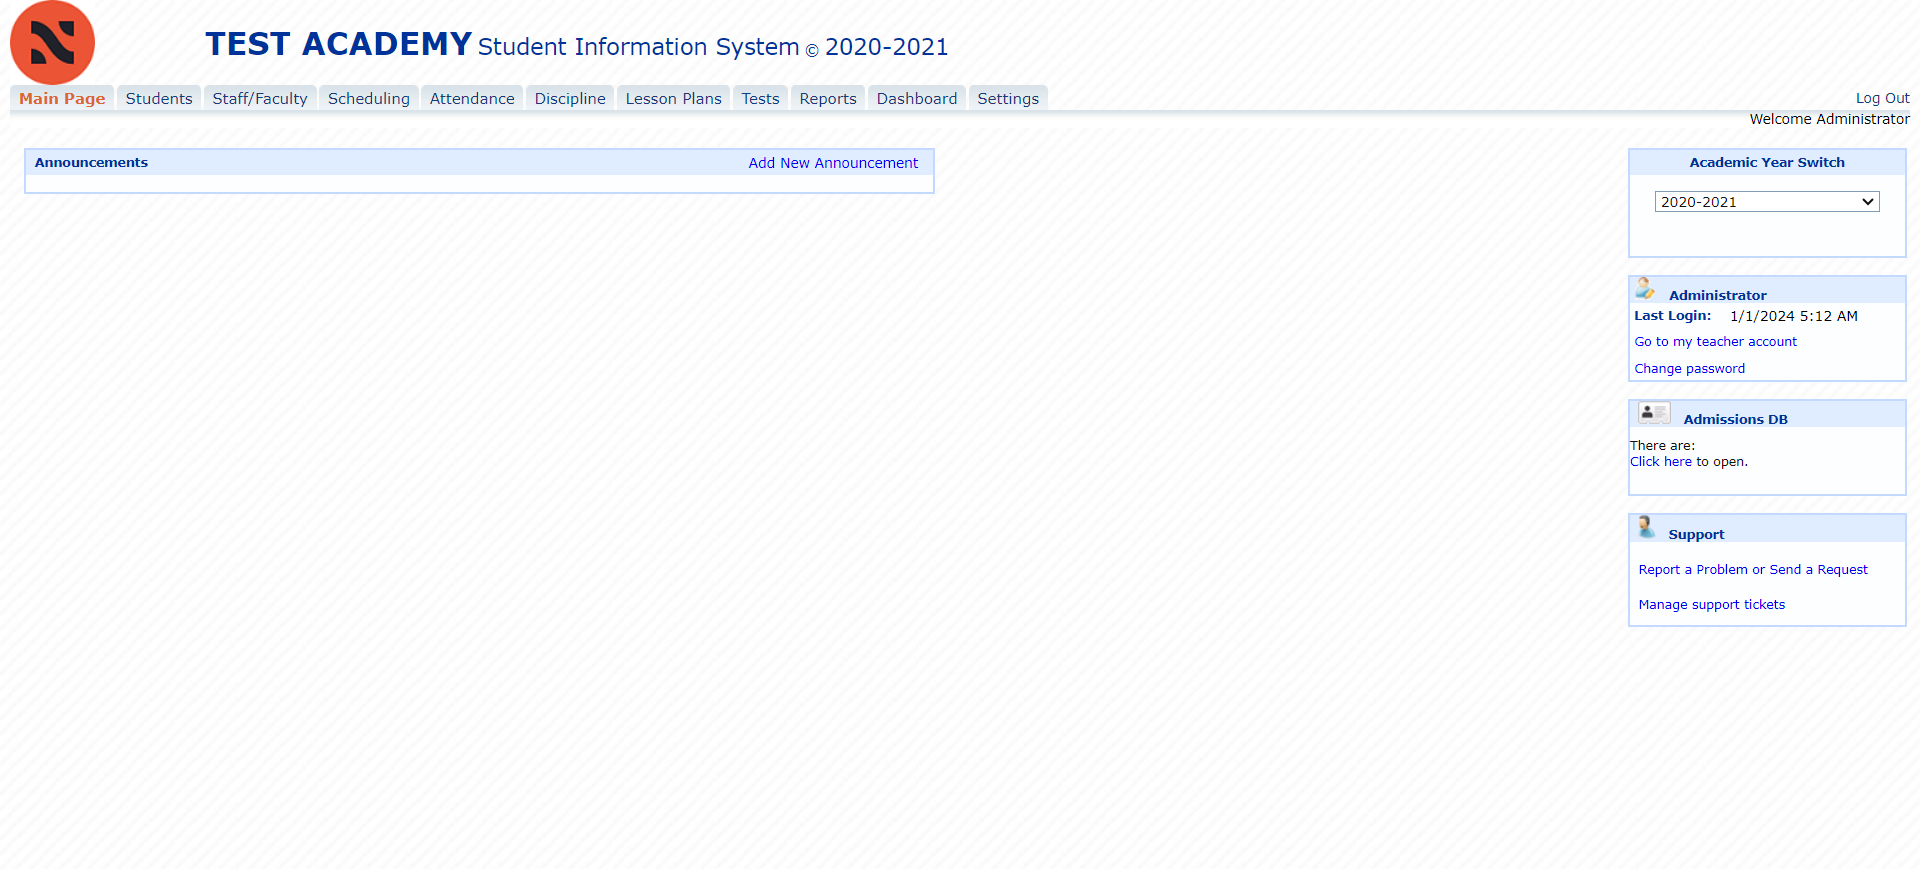 TEST ACADEMY Student Information System © 2020-2021
Main Page Students Staff/Faculty Scheduling Attendance Discipline Lesson Plans Tests Reports Dashboard Settings Log Out
Welcome Administrator
Announcements Add New Announcement
Academic Year Switch
2020-2021
Administrator
Last Login: 1/1/2024 5:12 AM
Go to my teacher account
Change password
Admissions DB
There are:
Click here to open.
Support
Report a Problem or Send a Request
Manage support tickets